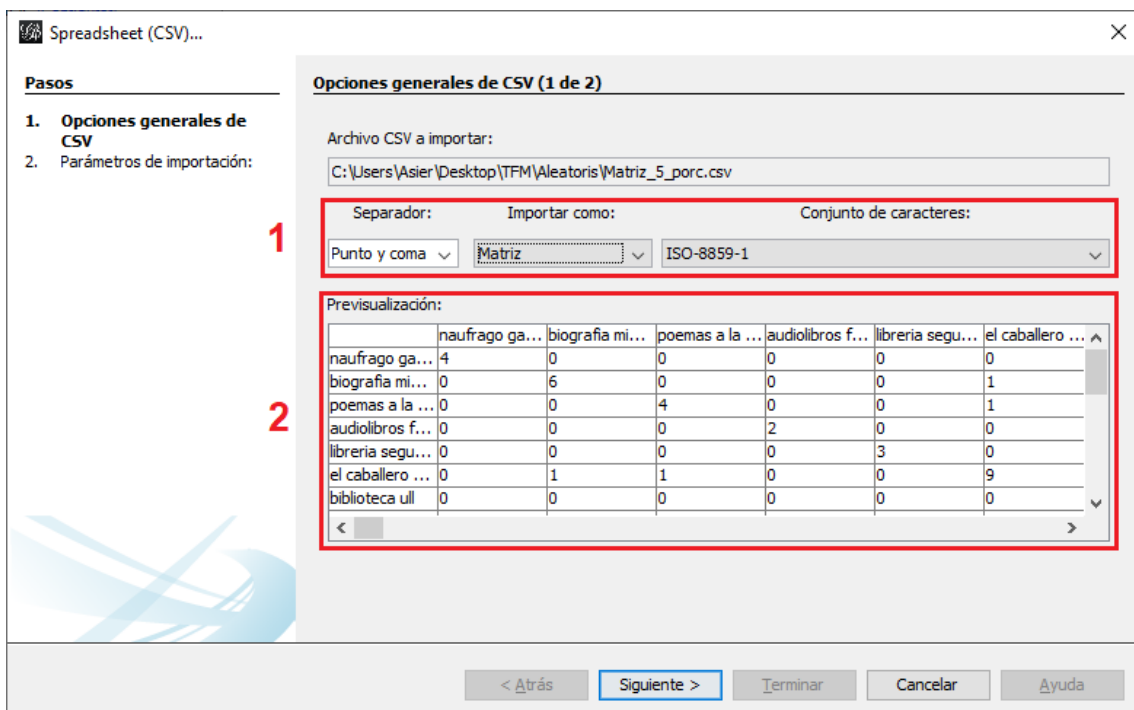 Spreadsheet (CSV)...
Pasos
1. Opciones generales de
CSV
2. Parámetros de importación:
Opciones generales de CSV (1 de 2)
Archivo CSV a importar:
C:\Users\Asier\Desktop\TFM\Aleatoris\Matriz_5_porc.csv
1
Separador: Importar como: Conjunto de caracteres:
Punto y coma Matriz ISO-8859-1
2
Previsualización:
naufrago ga... biografia mi... poemas a la ... audiolibros f... libreria segu... el caballero ...
naufrago ga... 4 0 0 0 0 0
biografia mi... 0 6 0 0 0 1
poemas a la ... 0 0 4 0 0 1
audiolibros f... 0 0 0 2 0 0
libreria segu... 0 0 0 0 3 0
el caballero ... 0 1 1 0 0 9
biblioteca ull 0 0 0 0 0 0
< Atrás Siguiente > Terminar Cancelar Ayuda